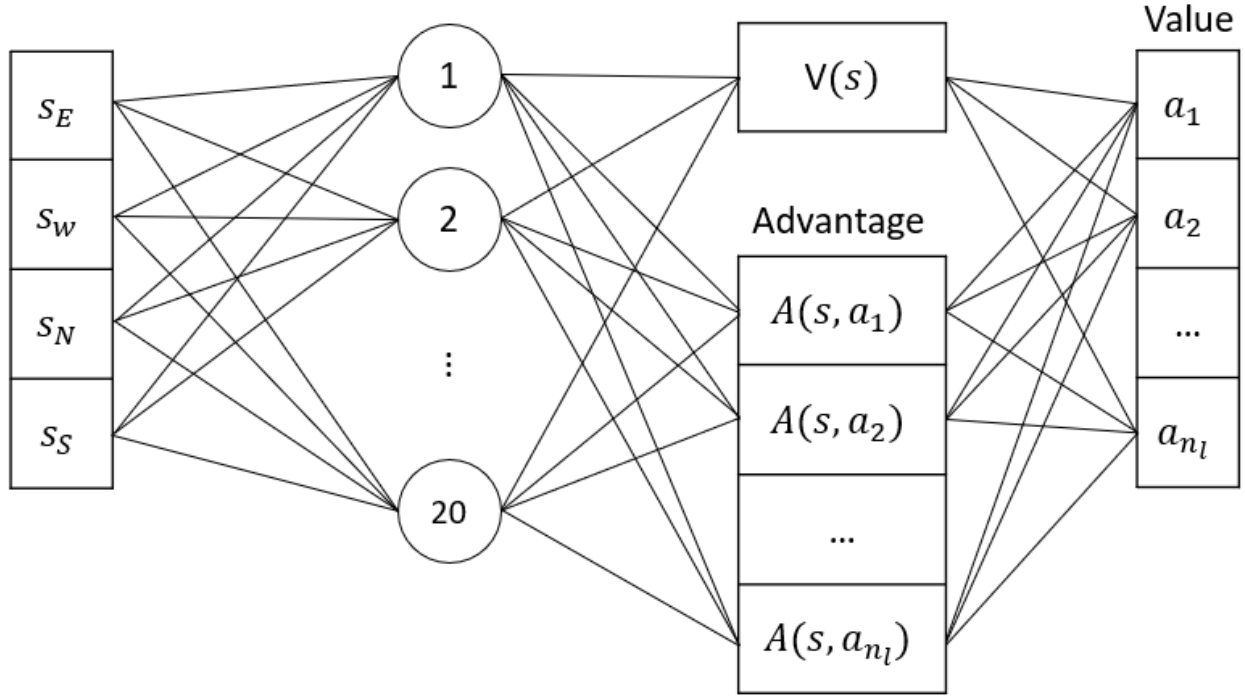 Value
s_E
s_W
s_N
s_S
1
2
⋮
20
V(s)
Advantage
A(s, a_1)
A(s, a_2)
...
A(s, a_{n_l})
a_1
a_2
...
a_{n_l}